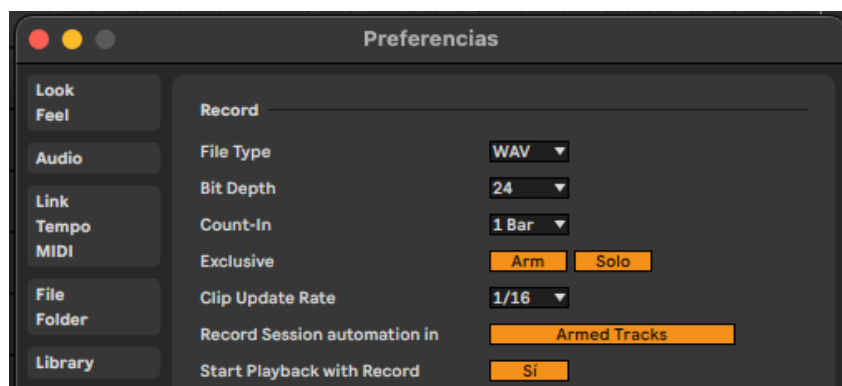 Preferencias
Look
Feel
Audio
Link
Tempo
MIDI
File
Folder
Library
Record
File Type WAV
Bit Depth 24
Count-In 1 Bar
Exclusive Arm Solo
Clip Update Rate 1/16
Record Session automation in Armed Tracks
Start Playback with Record Sí